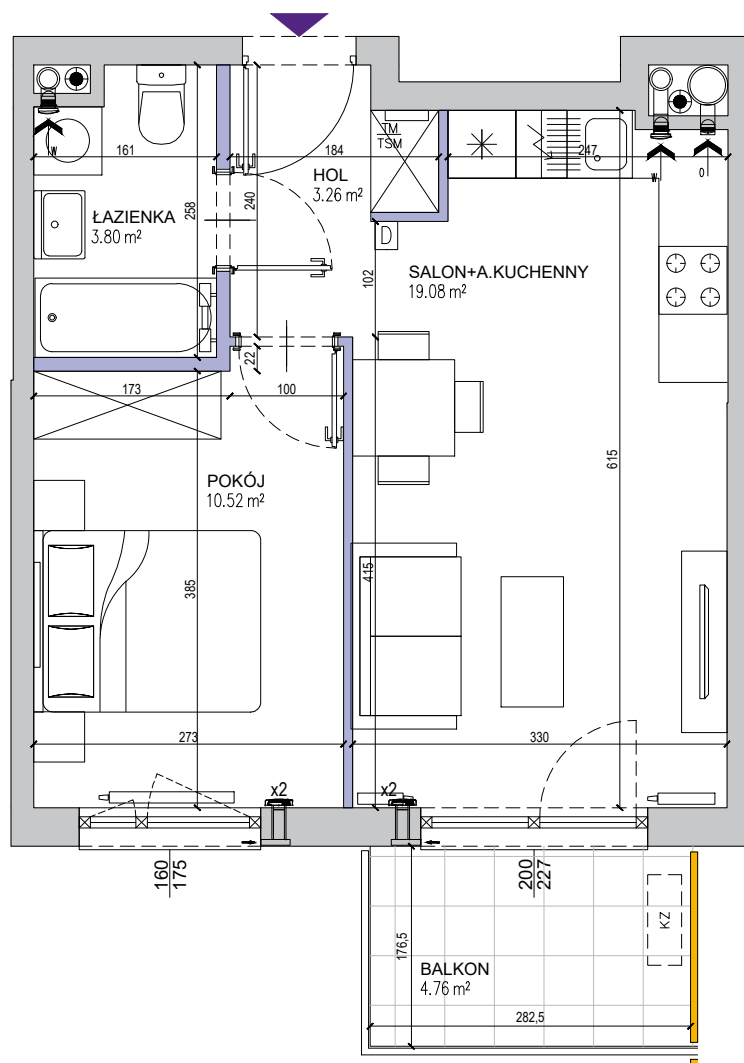 161
184
247
TM
TSM
W
W
O
HOL
3.26 m²
ŁAZIENKA
3.80 m²
258
240
D
SALON+A.KUCHENNY
19.08 m²
102
22
173
100
615
POKÓJ
10.52 m²
385
415
273
330
x2
x2
160
175
200
227
KZ
176,5
BALKON
4.76 m²
282,5